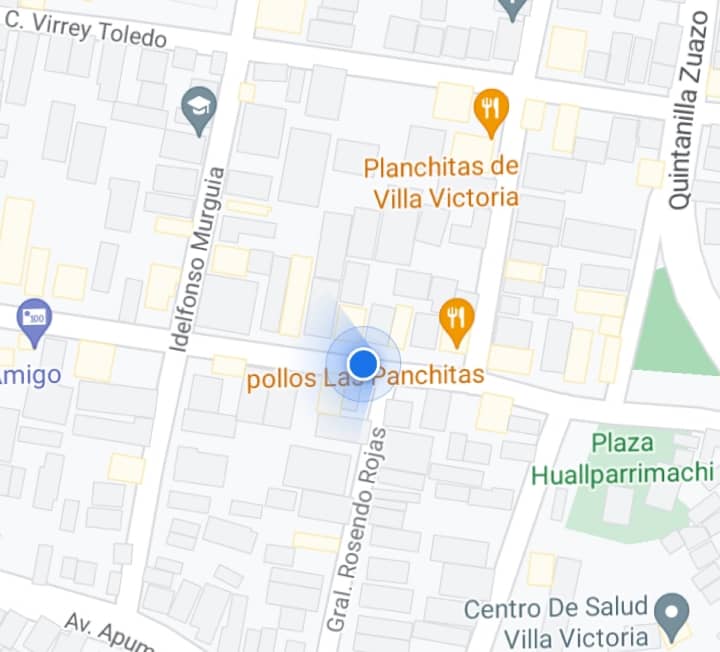 C. Virrey Toledo
Quintanilla Zuazo
Planchitas de
Villa Victoria
Idelfonso Murguia
100
Amigo
pollos Las Panchitas
Gral. Rosendo Rojas
Plaza
Huallparrimachi
Centro De Salud
Villa Victoria
Av. Apum